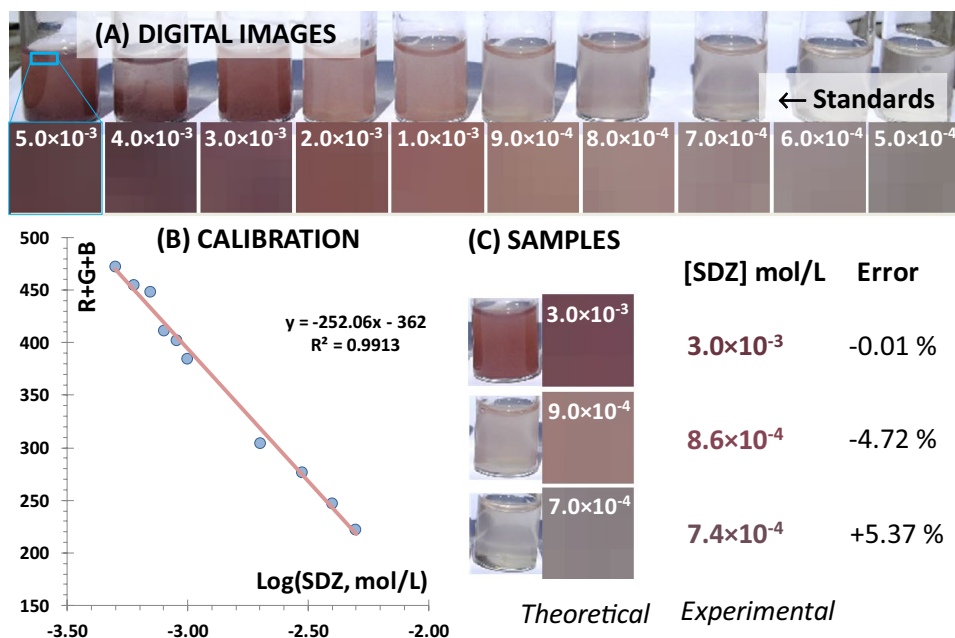 (A) DIGITAL IMAGES
← Standards
5.0×10⁻³ 4.0×10⁻³ 3.0×10⁻³ 2.0×10⁻³ 1.0×10⁻³ 9.0×10⁻⁴ 8.0×10⁻⁴ 7.0×10⁻⁴ 6.0×10⁻⁴ 5.0×10⁻⁴
(B) CALIBRATION
R+G+B
500
450
400
350
300
250
200
150
y = -252.06x - 362
R² = 0.9913
Log(SDZ, mol/L)
-3.50 -3.00 -2.50 -2.00
(C) SAMPLES
[SDZ] mol/L Error
3.0×10⁻³ 3.0×10⁻³ -0.01 %
9.0×10⁻⁴ 8.6×10⁻⁴ -4.72 %
7.0×10⁻⁴ 7.4×10⁻⁴ +5.37 %
Theoretical Experimental